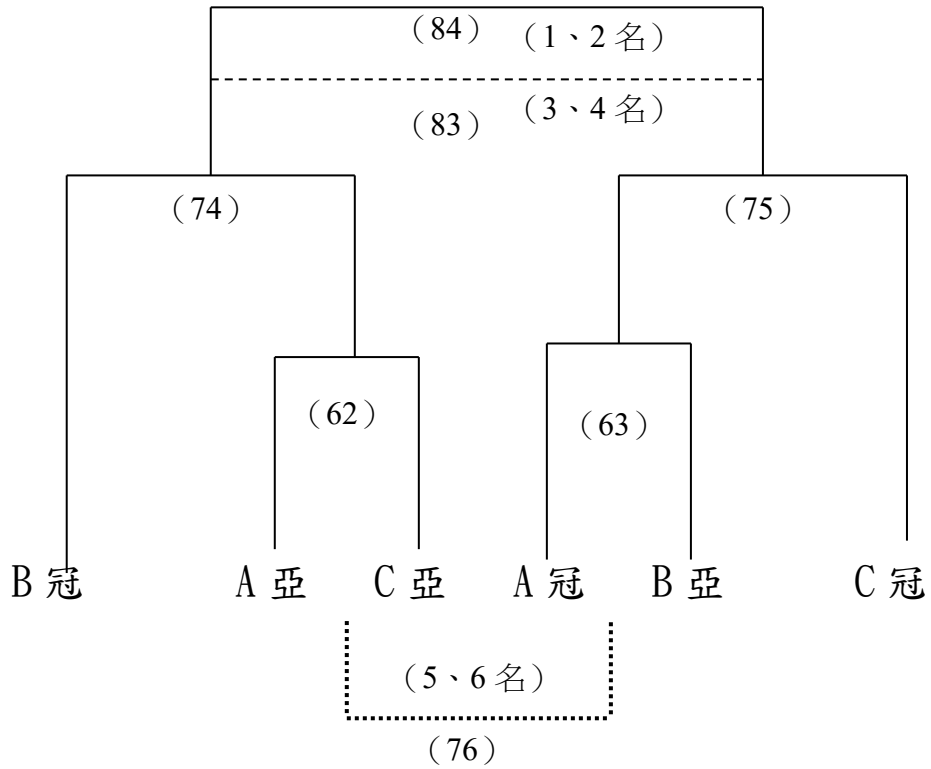 （84）
（1、2名）
（3、4名）
（83）
（74）
（75）
（62）
（63）
B冠
A亞
C亞
A冠
B亞
C冠
（5、6名）
（76）